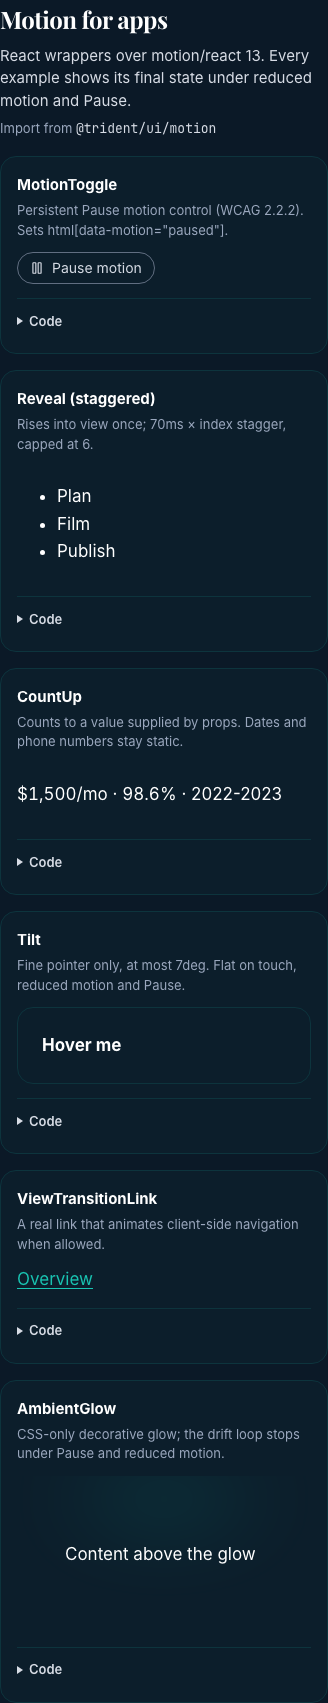 Motion for apps
React wrappers over motion/react 13. Every
example shows its final state under reduced
motion and Pause.
Import from @trident/ui/motion
MotionToggle
Persistent Pause motion control (WCAG 2.2.2).
Sets html[data-motion="paused"].
Pause motion
Code
Reveal (staggered)
Rises into view once; 70ms × index stagger,
capped at 6.
• Plan
• Film
• Publish
Code
CountUp
Counts to a value supplied by props. Dates and
phone numbers stay static.
$1,500/mo · 98.6% · 2022-2023
Code
Tilt
Fine pointer only, at most 7deg. Flat on touch,
reduced motion and Pause.
Hover me
Code
ViewTransitionLink
A real link that animates client-side navigation
when allowed.
Overview
Code
AmbientGlow
CSS-only decorative glow; the drift loop stops
under Pause and reduced motion.
Content above the glow
Code